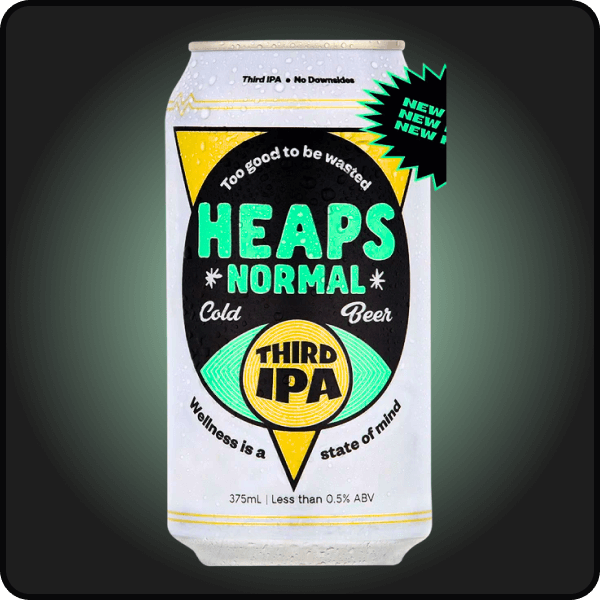 Third IPA • No Downsides
NEW
NEW
NEW
Too good to be wasted
HEAPS
*NORMAL*
Cold Beer
THIRD
IPA
Wellness is a state of mind
375mL | Less than 0.5% ABV